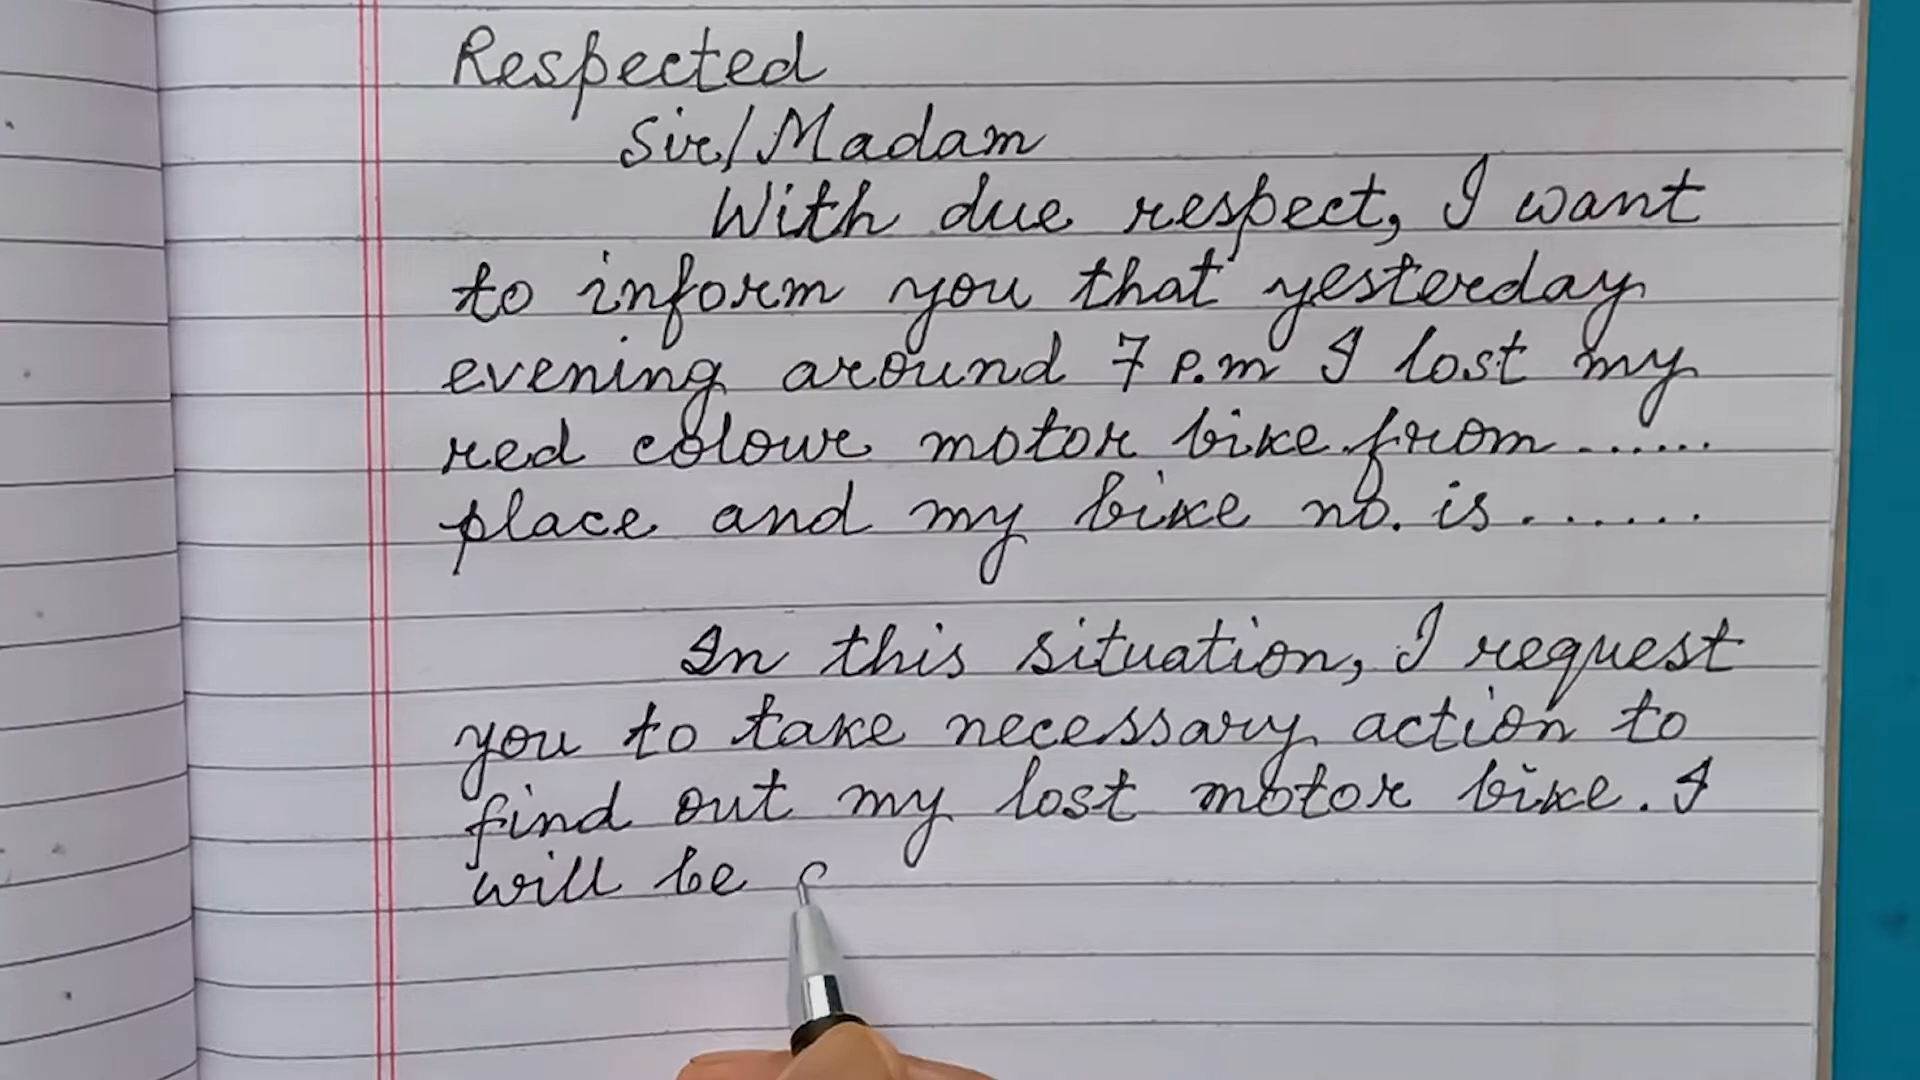 Respected
Sir/Madam
With due respect, I want
to inform you that yesterday
evening around 7 P.m I lost my
red colour motor bike from ......
place and my bike no. is .......
In this situation, I request
you to take necessary action to
find out my lost motor bike. I
will be